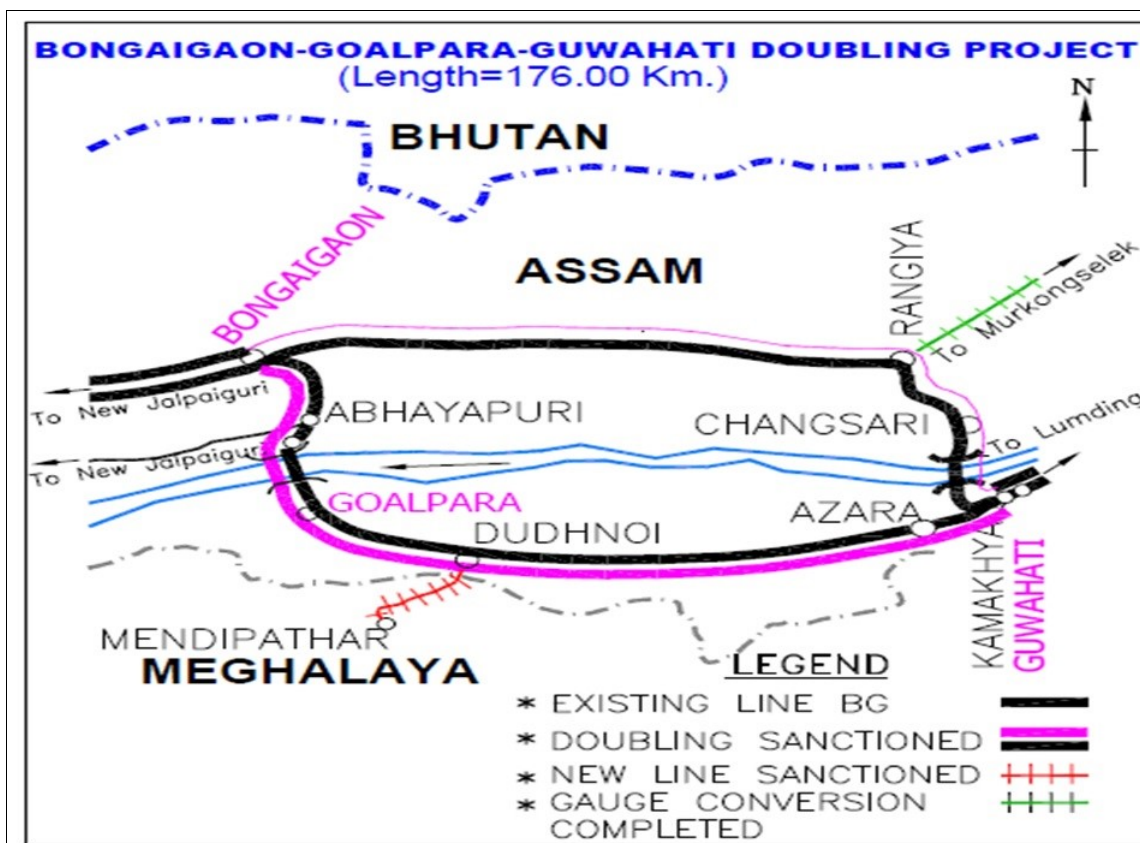 BONGAIGAON-GOALPARA-GUWAHATI DOUBLING PROJECT
(Length=176.00 Km.)
N
BHUTAN
BONGAIGAON
ASSAM
RANGIYA
To Murkongselek
To New Jalpaiguri
ABHAYAPURI
CHANGSARI
To Lumding
To New Jalpaiguri
GOALPARA
DUDHNOI
AZARA
KAMAKHYA
GUWAHATI
MENDIPATHAR
MEGHALAYA
LEGEND
* EXISTING LINE BG
* DOUBLING SANCTIONED
* NEW LINE SANCTIONED
* GAUGE CONVERSION
COMPLETED